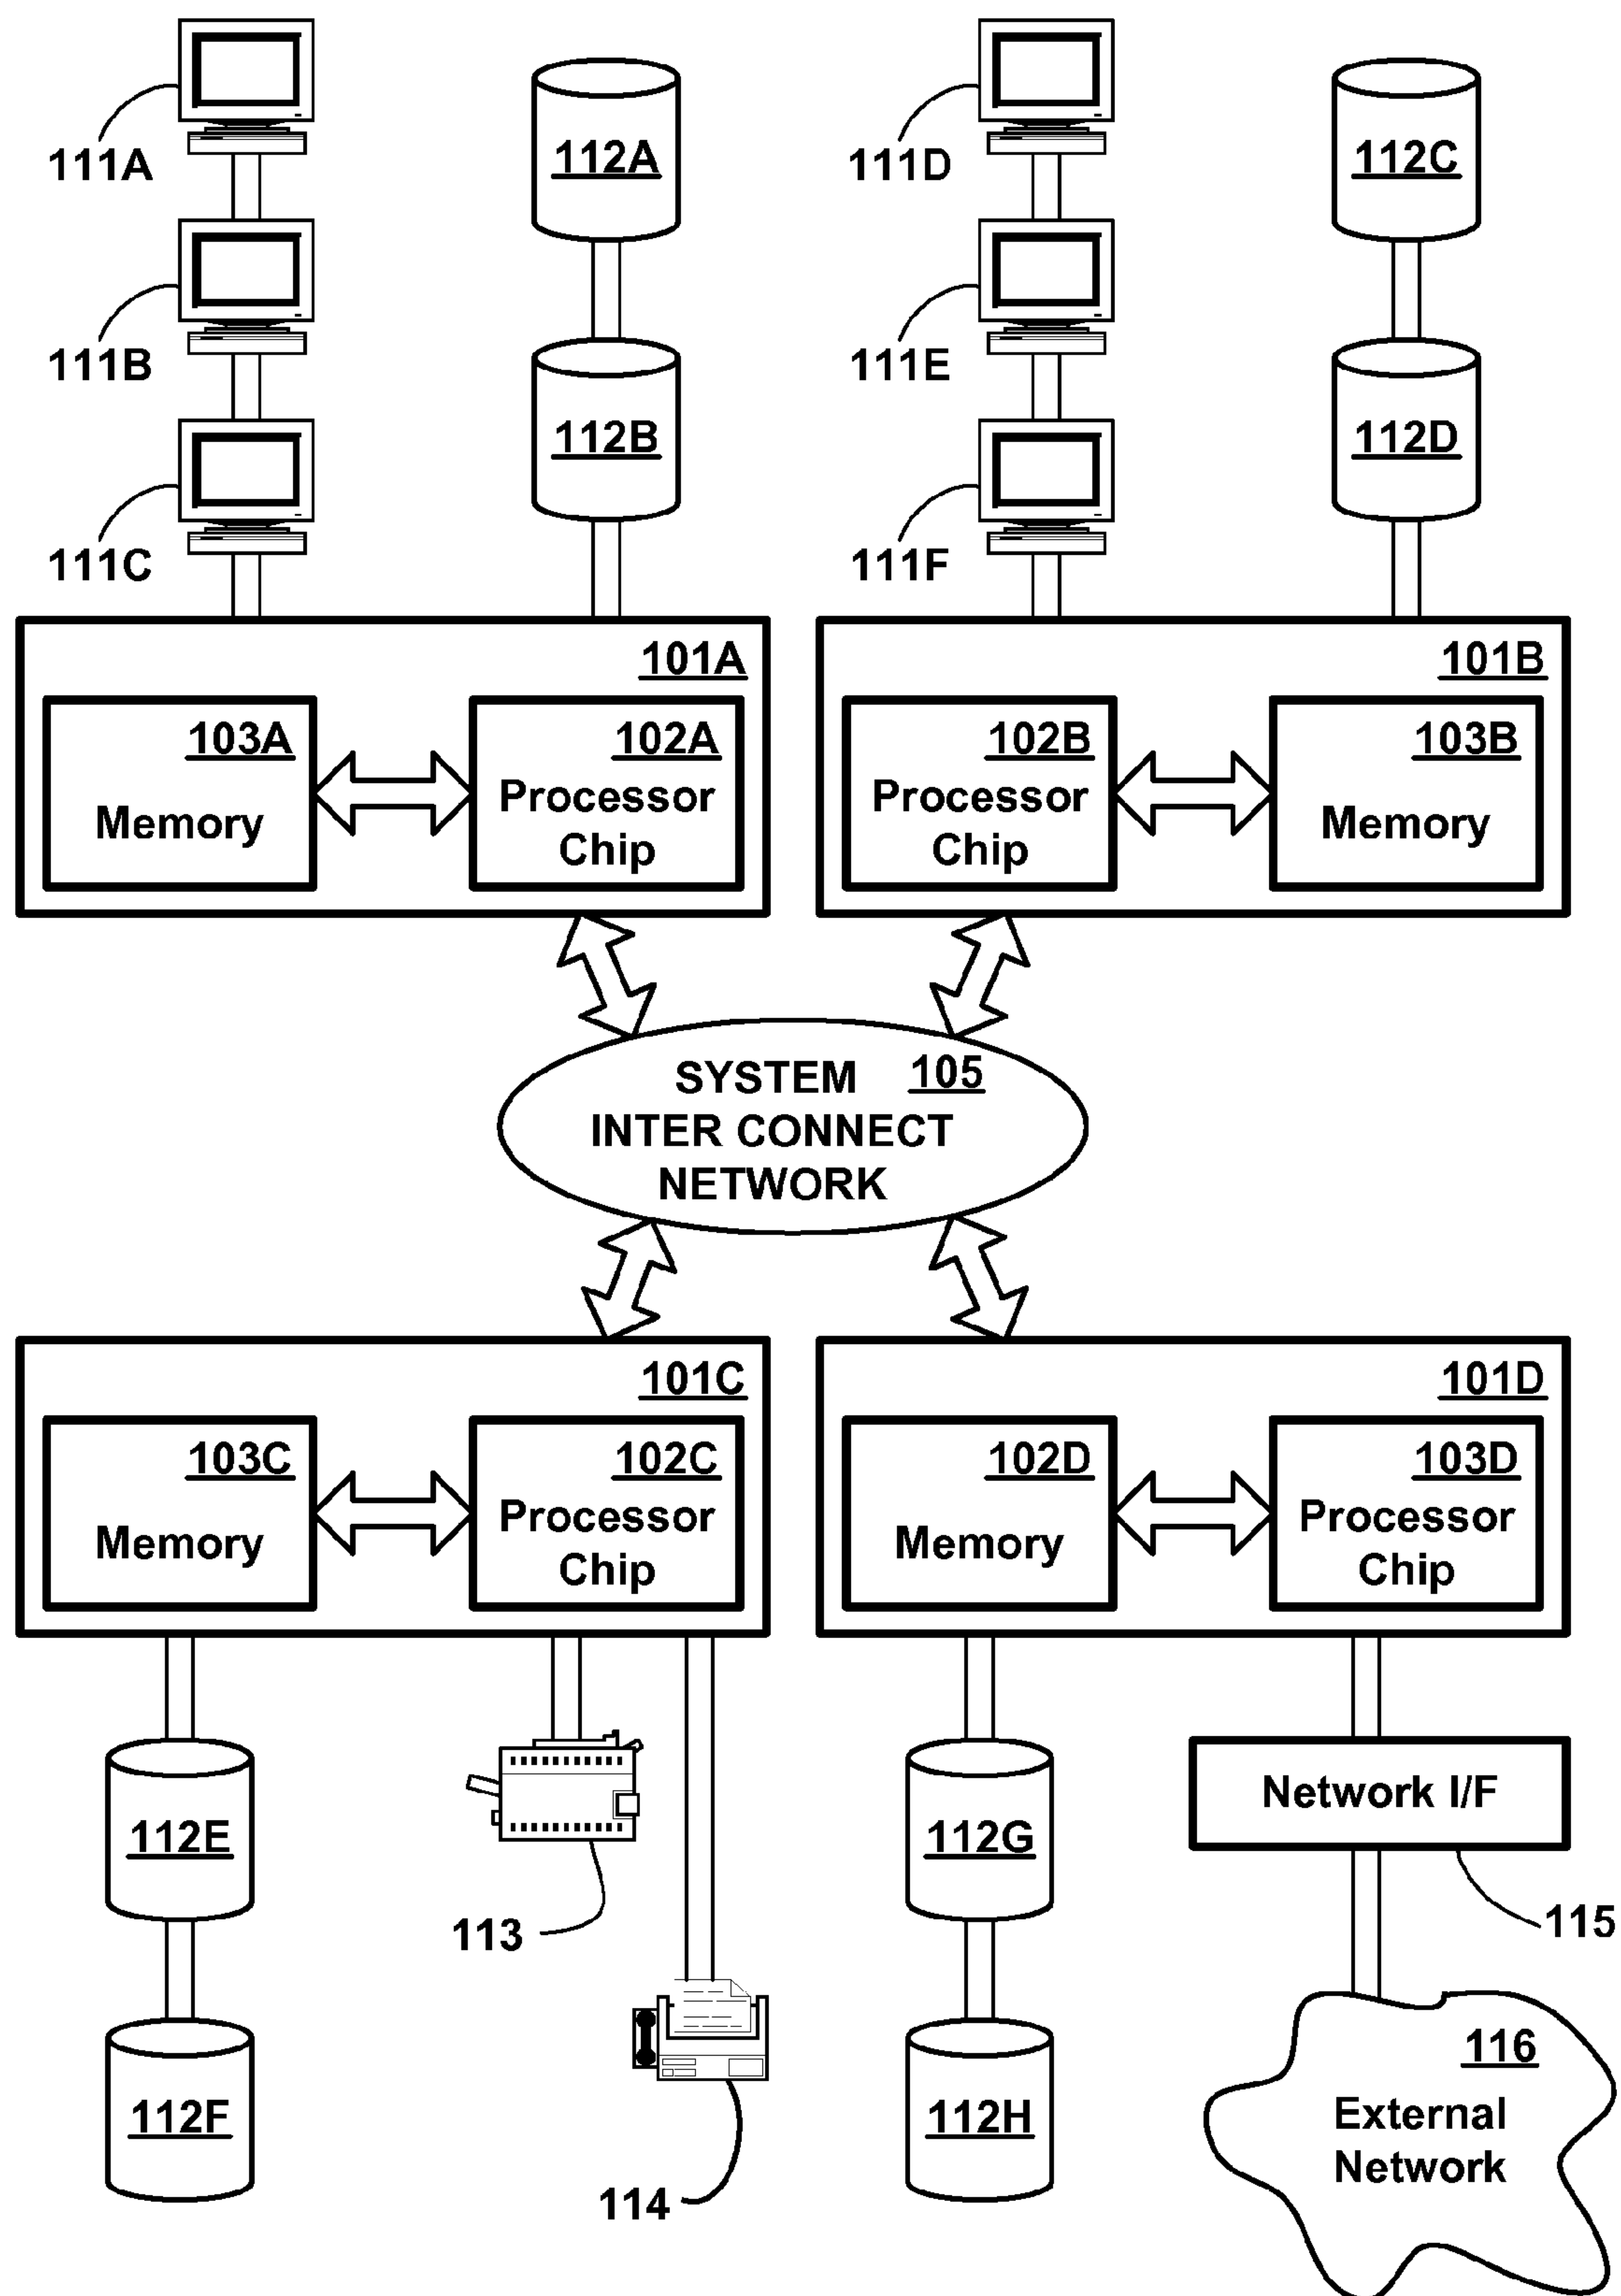 111A
112A
111D
112C
111B
112B
111E
112D
111C
111F
101A
103A
Memory
102A
Processor
Chip
101B
102B
Processor
Chip
103B
Memory
SYSTEM 105
INTER CONNECT
NETWORK
101C
103C
Memory
102C
Processor
Chip
101D
102D
Memory
103D
Processor
Chip
112E
113
112G
Network I/F
115
112F
114
112H
116
External
Network